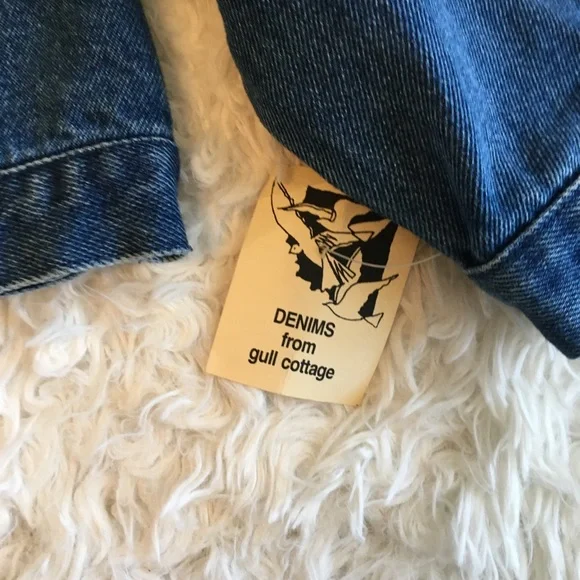 DENIMS
from
gull cottage